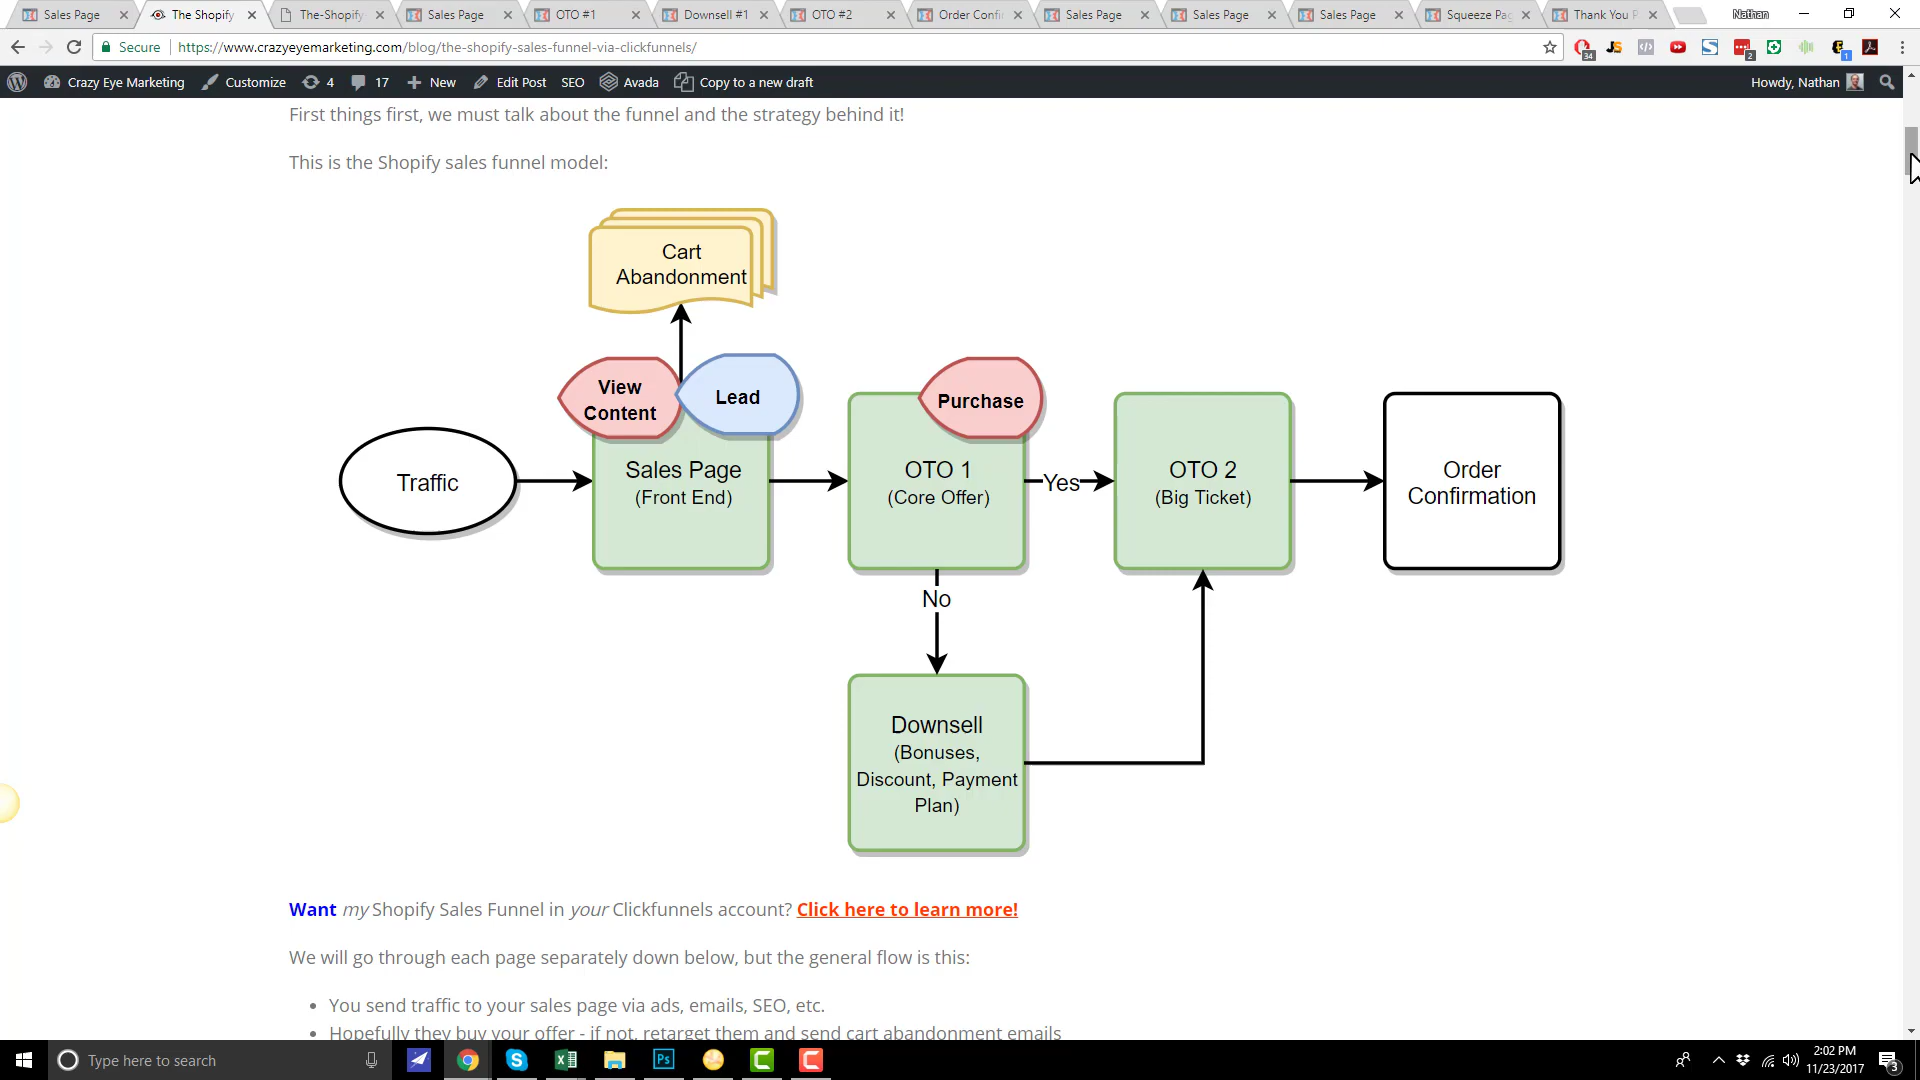 Sales Page
The Shopify
The-Shopify
Sales Page
OTO #1
Downsell #1
OTO #2
Order Confir
Sales Page
Sales Page
Sales Page
Squeeze Pag
Thank You P
Nathan
Secure
https://www.crazyeyemarketing.com/blog/the-shopify-sales-funnel-via-clickfunnels/
34
JS
2
1
Crazy Eye Marketing
Customize
4
17
New
Edit Post
SEO
Avada
Copy to a new draft
Howdy, Nathan
First things first, we must talk about the funnel and the strategy behind it!
This is the Shopify sales funnel model:
Cart
Abandonment
View
Content
Lead
Purchase
Traffic
Sales Page
(Front End)
OTO 1
(Core Offer)
Yes
OTO 2
(Big Ticket)
Order
Confirmation
No
Downsell
(Bonuses,
Discount, Payment
Plan)
Want my Shopify Sales Funnel in your Clickfunnels account? Click here to learn more!
We will go through each page separately down below, but the general flow is this:
• You send traffic to your sales page via ads, emails, SEO, etc.
• Hopefully they buy your offer - if not, retarget them and send cart abandonment emails
Type here to search
Ps
2:02 PM
11/23/2017
3